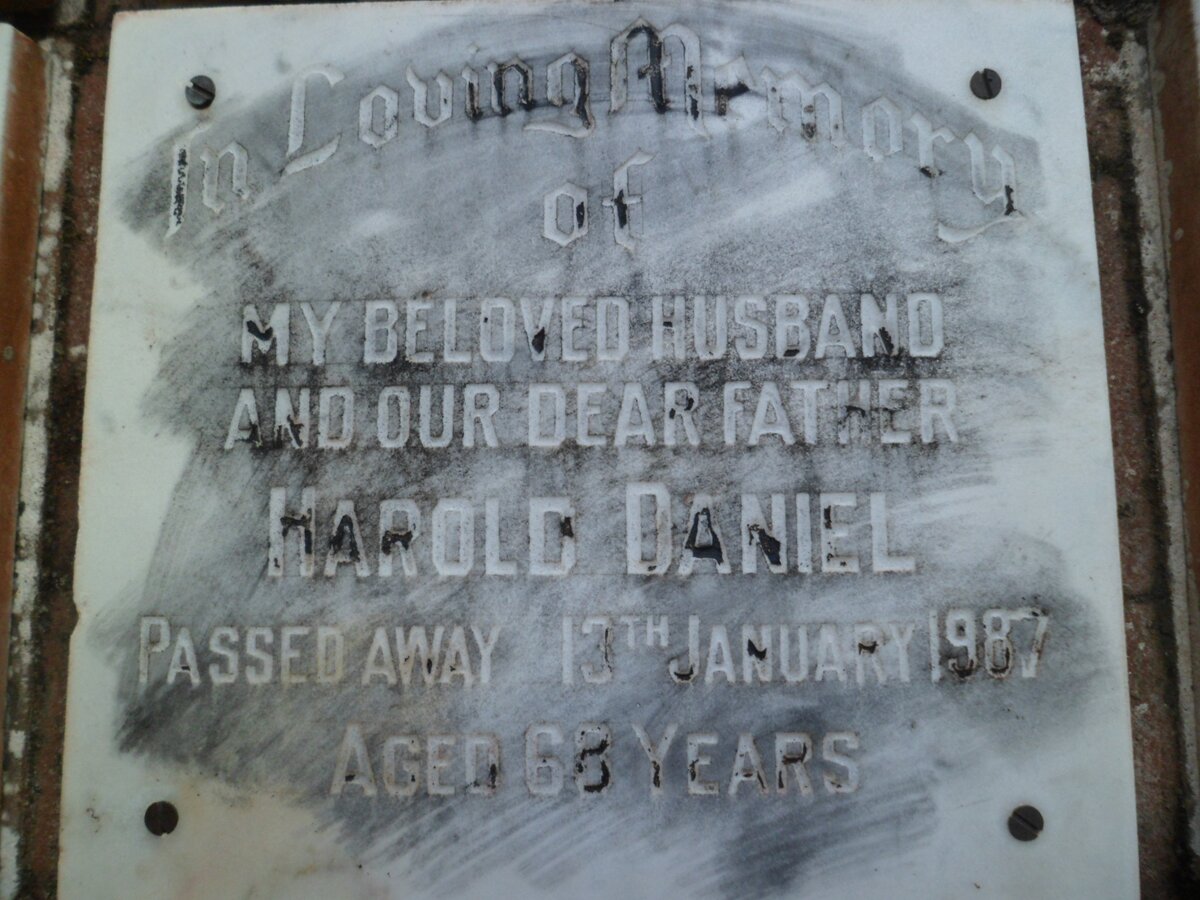 In Loving Memory
of
MY BELOVED HUSBAND
AND OUR DEAR FATHER
HAROLD DANIEL
PASSED AWAY 13TH JANUARY 1987
AGED 68 YEARS